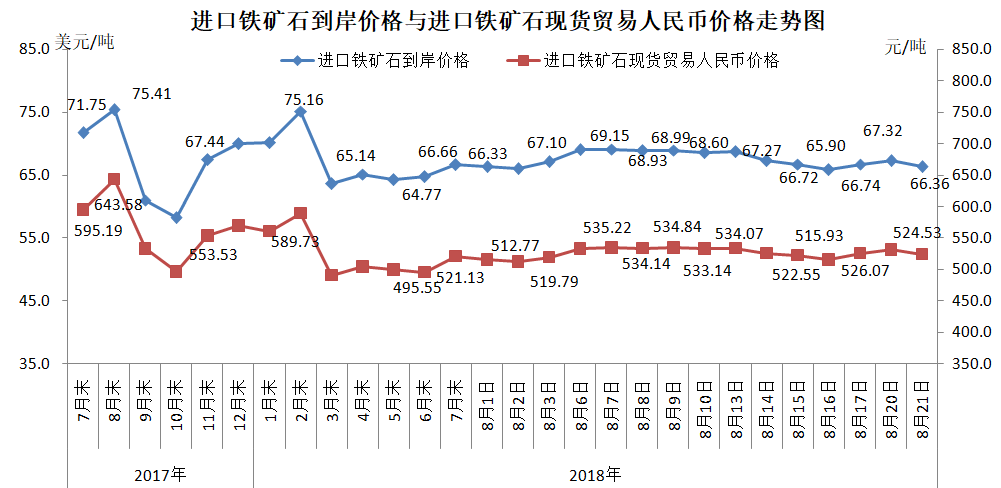 进口铁矿石到岸价格与进口铁矿石现货贸易人民币价格走势图
美元/吨
元/吨
进口铁矿石到岸价格
进口铁矿石现货贸易人民币价格
85.0
75.0
65.0
55.0
45.0
35.0
850.0
800.0
750.0
700.0
650.0
600.0
550.0
500.0
450.0
400.0
350.0
71.75
75.41
67.44
75.16
65.14
64.77
66.66
66.33
67.10
69.15
68.93
68.99
68.60
67.27
66.72
65.90
66.74
67.32
66.36
595.19
643.58
553.53
589.73
495.55
521.13
512.77
519.79
535.22
534.14
534.84
533.14
534.07
522.55
515.93
526.07
524.53
7月末
8月末
9月末
10月末
11月末
12月末
1月末
2月末
3月末
4月末
5月末
6月末
7月末
8月1日
8月2日
8月3日
8月6日
8月7日
8月8日
8月9日
8月10日
8月13日
8月14日
8月15日
8月16日
8月17日
8月20日
8月21日
2017年
2018年